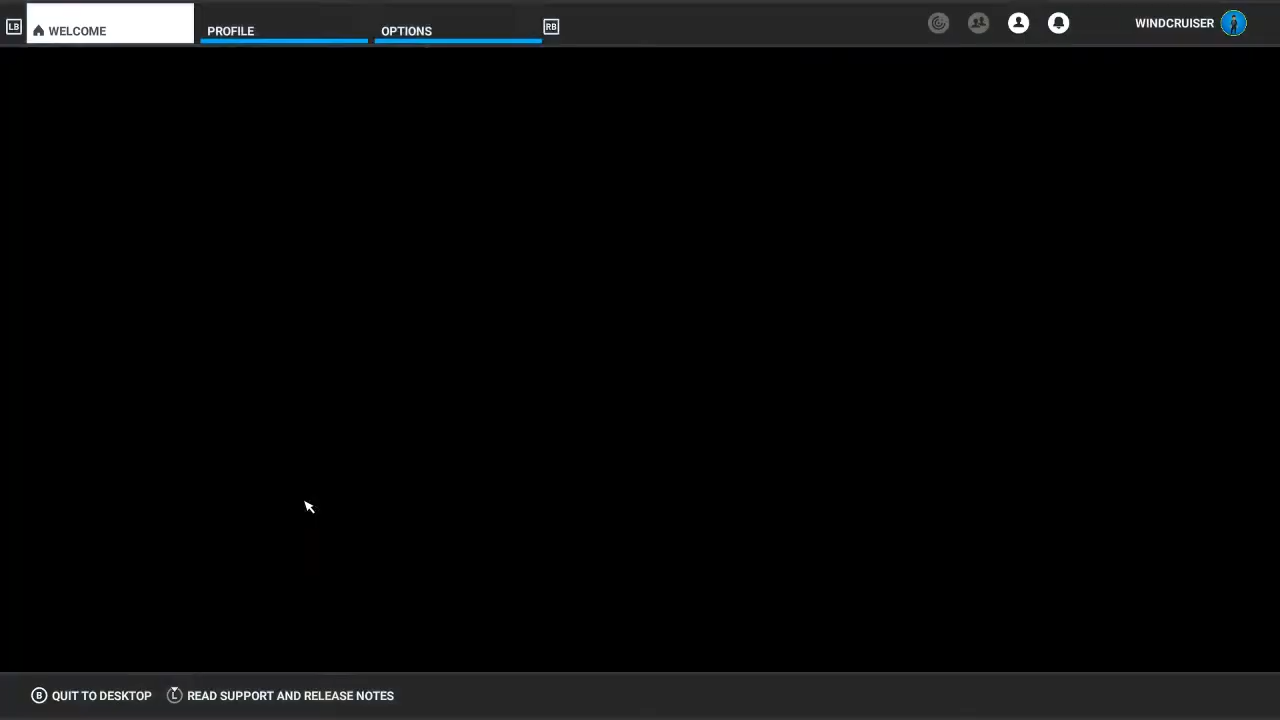 LB WELCOME PROFILE OPTIONS RB WINDCRUISER
B QUIT TO DESKTOP L READ SUPPORT AND RELEASE NOTES